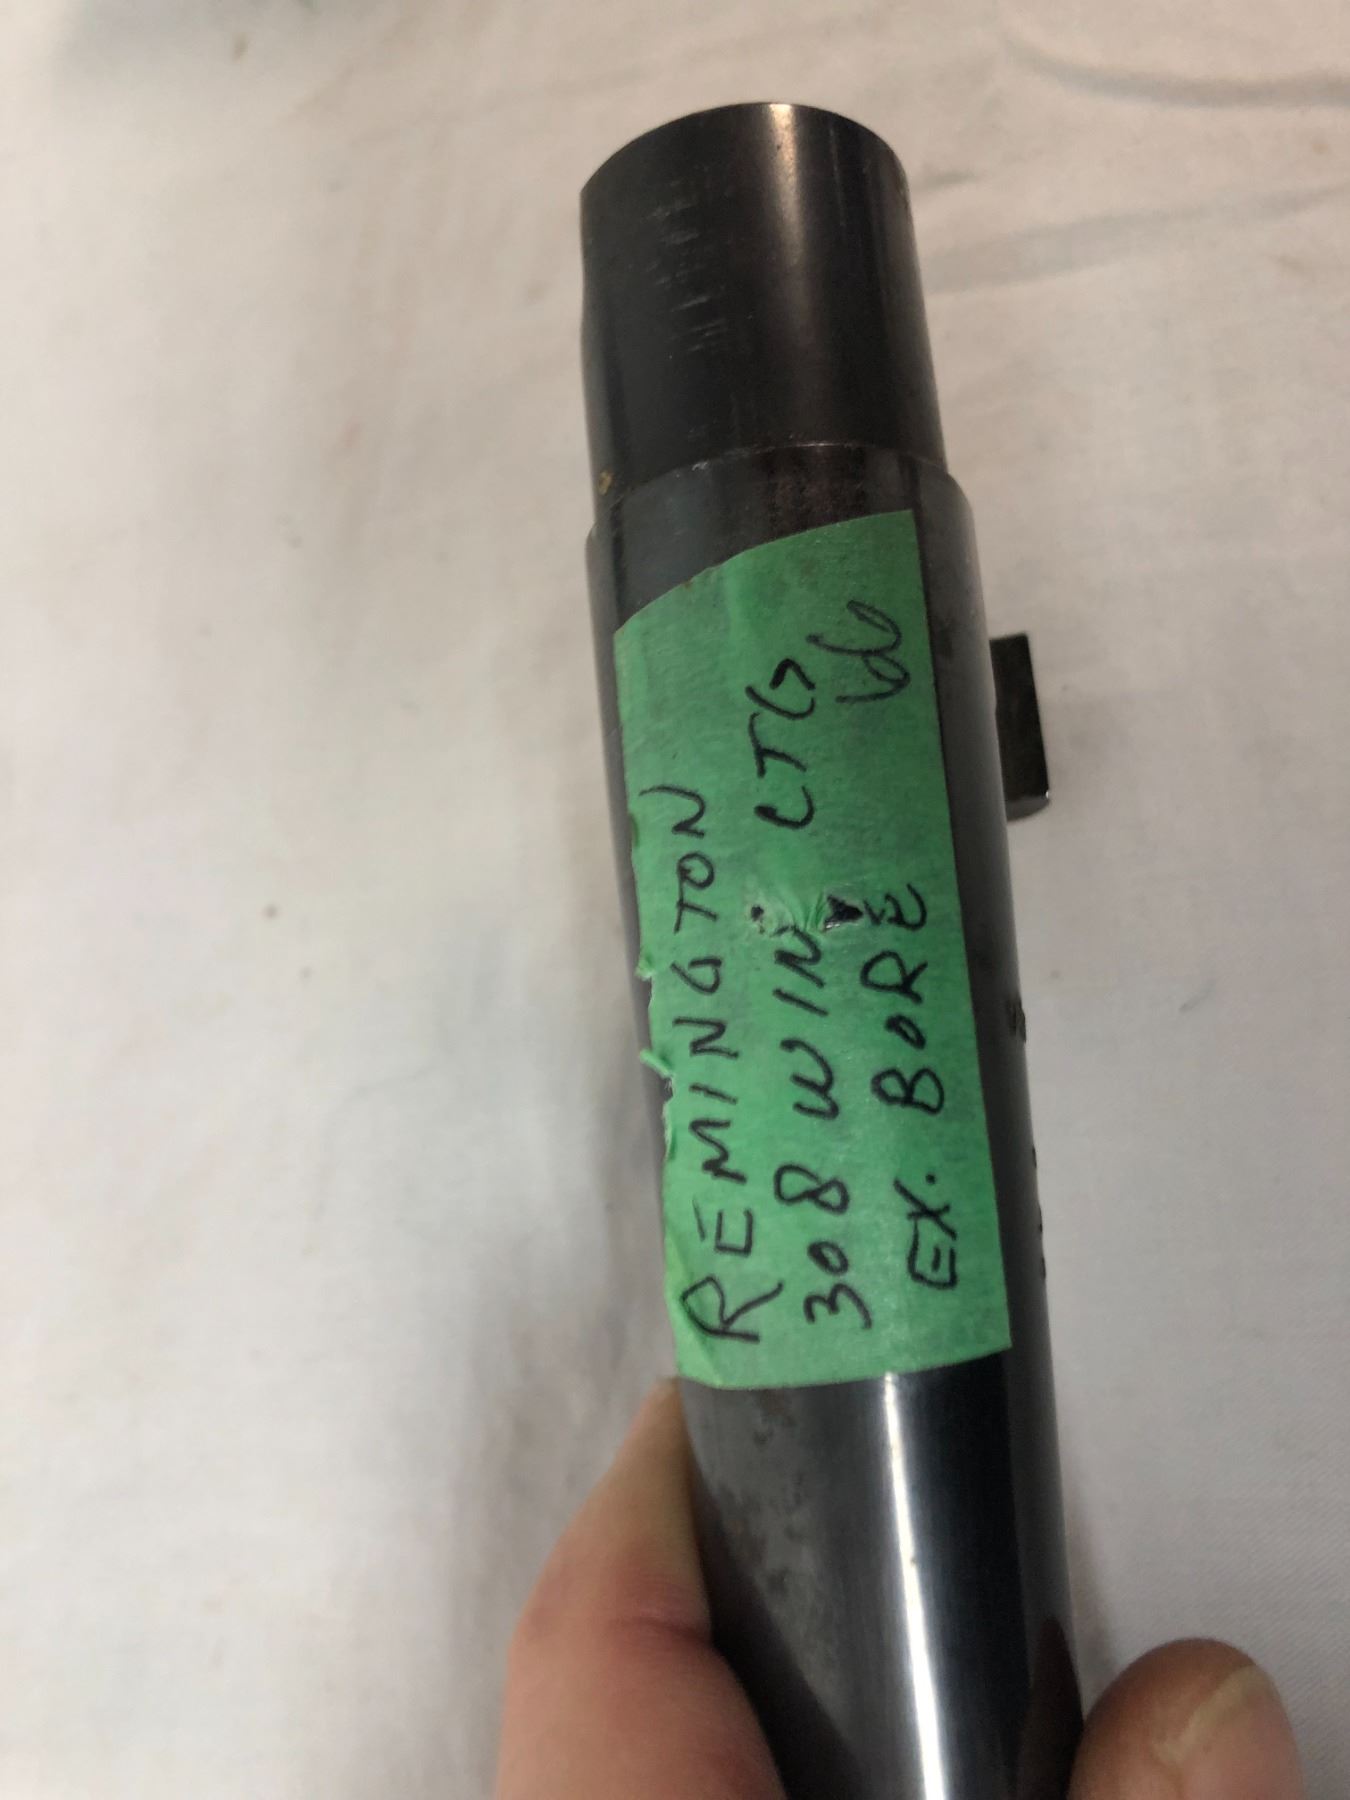 REMINGTON
308 WIN CTG
EX. BORE